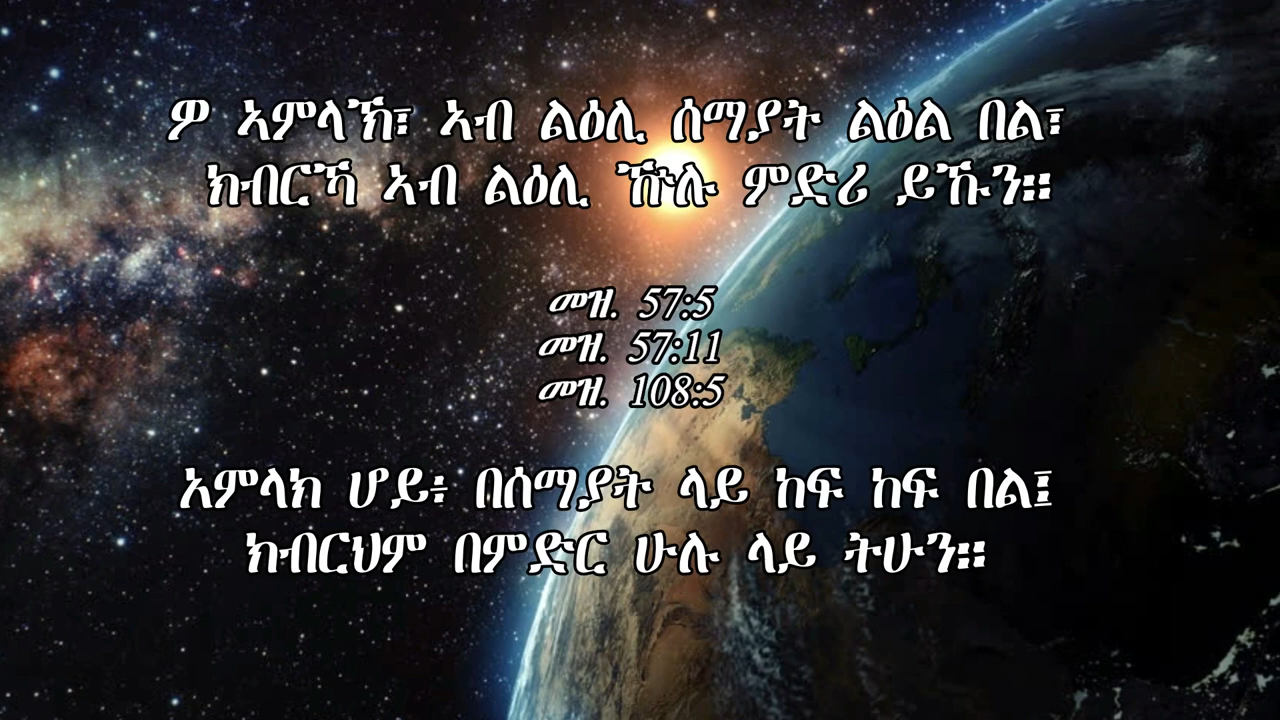 ዎ ኣምላኽ፣ ኣብ ልዕሊ ሰማያት ልዕል በል፣
ክብርኻ ኣብ ልዕሊ ዅሉ ምድሪ ይኹን።
መዝ. 57:5
መዝ. 57:11
መዝ. 108:5
አምላክ ሆይ፥ በሰማያት ላይ ከፍ ከፍ በል፤
ክብርህም በምድር ሁሉ ላይ ትሁን።